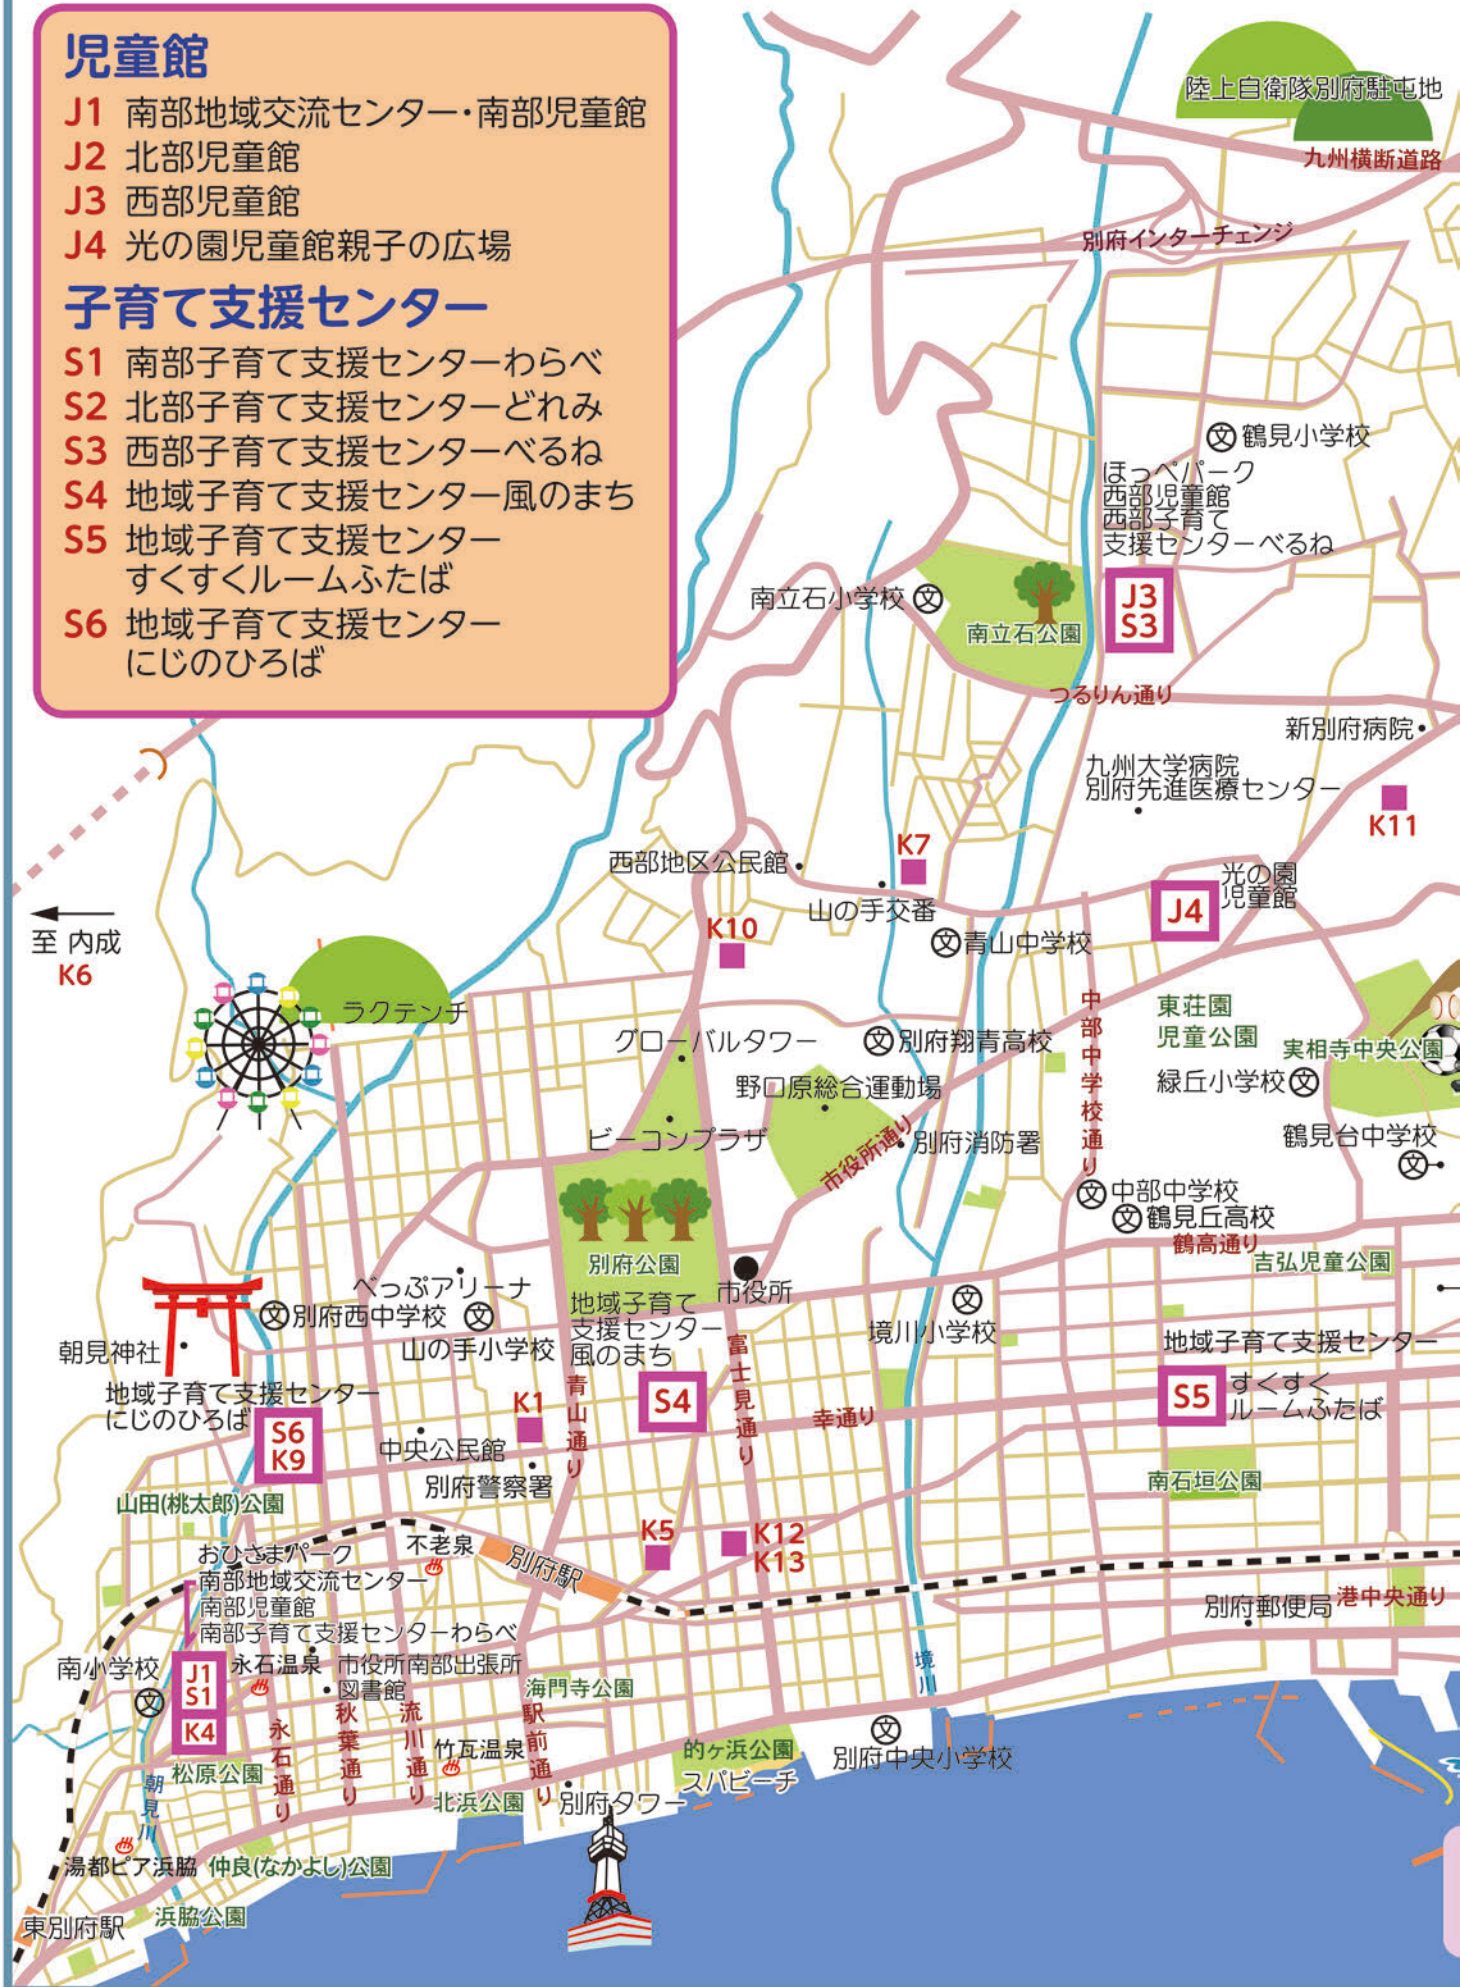 児童館
J1 南部地域交流センター・南部児童館
J2 北部児童館
J3 西部児童館
J4 光の園児童館親子の広場
子育て支援センター
S1 南部子育て支援センターわらべ
S2 北部子育て支援センターどれみ
S3 西部子育て支援センターべるね
S4 地域子育て支援センター風のまち
S5 地域子育て支援センター
すくすくルームふたば
S6 地域子育て支援センター
にじのひろば
陸上自衛隊別府駐屯地
九州横断道路
別府インターチェンジ
鶴見小学校
ほっぺパーク
西部児童館
西部子育て
支援センターべるね
J3
S3
南立石小学校
南立石公園
つるりん通り
新別府病院
九州大学病院
別府先進医療センター
K11
K7
西部地区公民館
山の手交番
光の園
児童館
J4
K10
青山中学校
至 内成
K6
ラクテンチ
グローバルタワー
別府翔青高校
中部中学校通り
東荘園
児童公園
実相寺中央公園
緑丘小学校
野口原総合運動場
ビーコンプラザ
市役所通り
別府消防署
鶴見台中学校
中部中学校
鶴見丘高校
鶴高通り
吉弘児童公園
別府公園
市役所
べっぷアリーナ
別府西中学校
山の手小学校
地域子育て
支援センター
風のまち
S4
境川小学校
朝見神社
地域子育て支援センター
にじのひろば
S6
K9
K1
青山通り
富士見通り
幸通り
地域子育て支援センター
すくすく
ルームふたば
S5
中央公民館
別府警察署
南石垣公園
山田(桃太郎)公園
K5
K12
K13
不老泉
別府駅
おひさまパーク
南部地域交流センター
南部児童館
南部子育て支援センターわらべ
別府郵便局
港中央通り
南小学校
J1
S1
K4
永石温泉
市役所南部出張所
図書館
海門寺公園
境川
永石通り
秋葉通り
流川通り
駅前通り
竹瓦温泉
的ヶ浜公園
スパビーチ
別府中央小学校
松原公園
朝見川
北浜公園
別府タワー
湯都ピア浜脇
仲良(なかよし)公園
浜脇公園
東別府駅